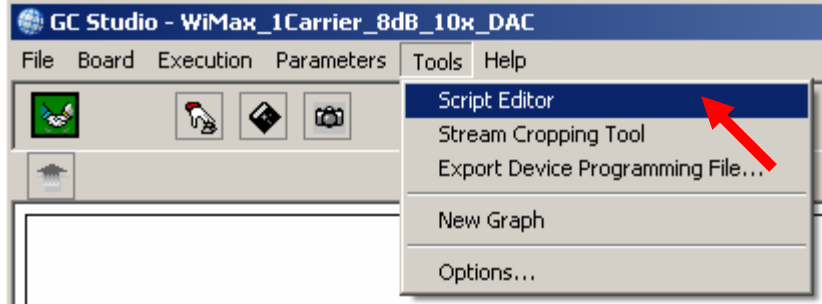 GC Studio - WiMax_1Carrier_8dB_10x_DAC
File Board Execution Parameters Tools Help
Script Editor
Stream Cropping Tool
Export Device Programming File...
New Graph
Options...